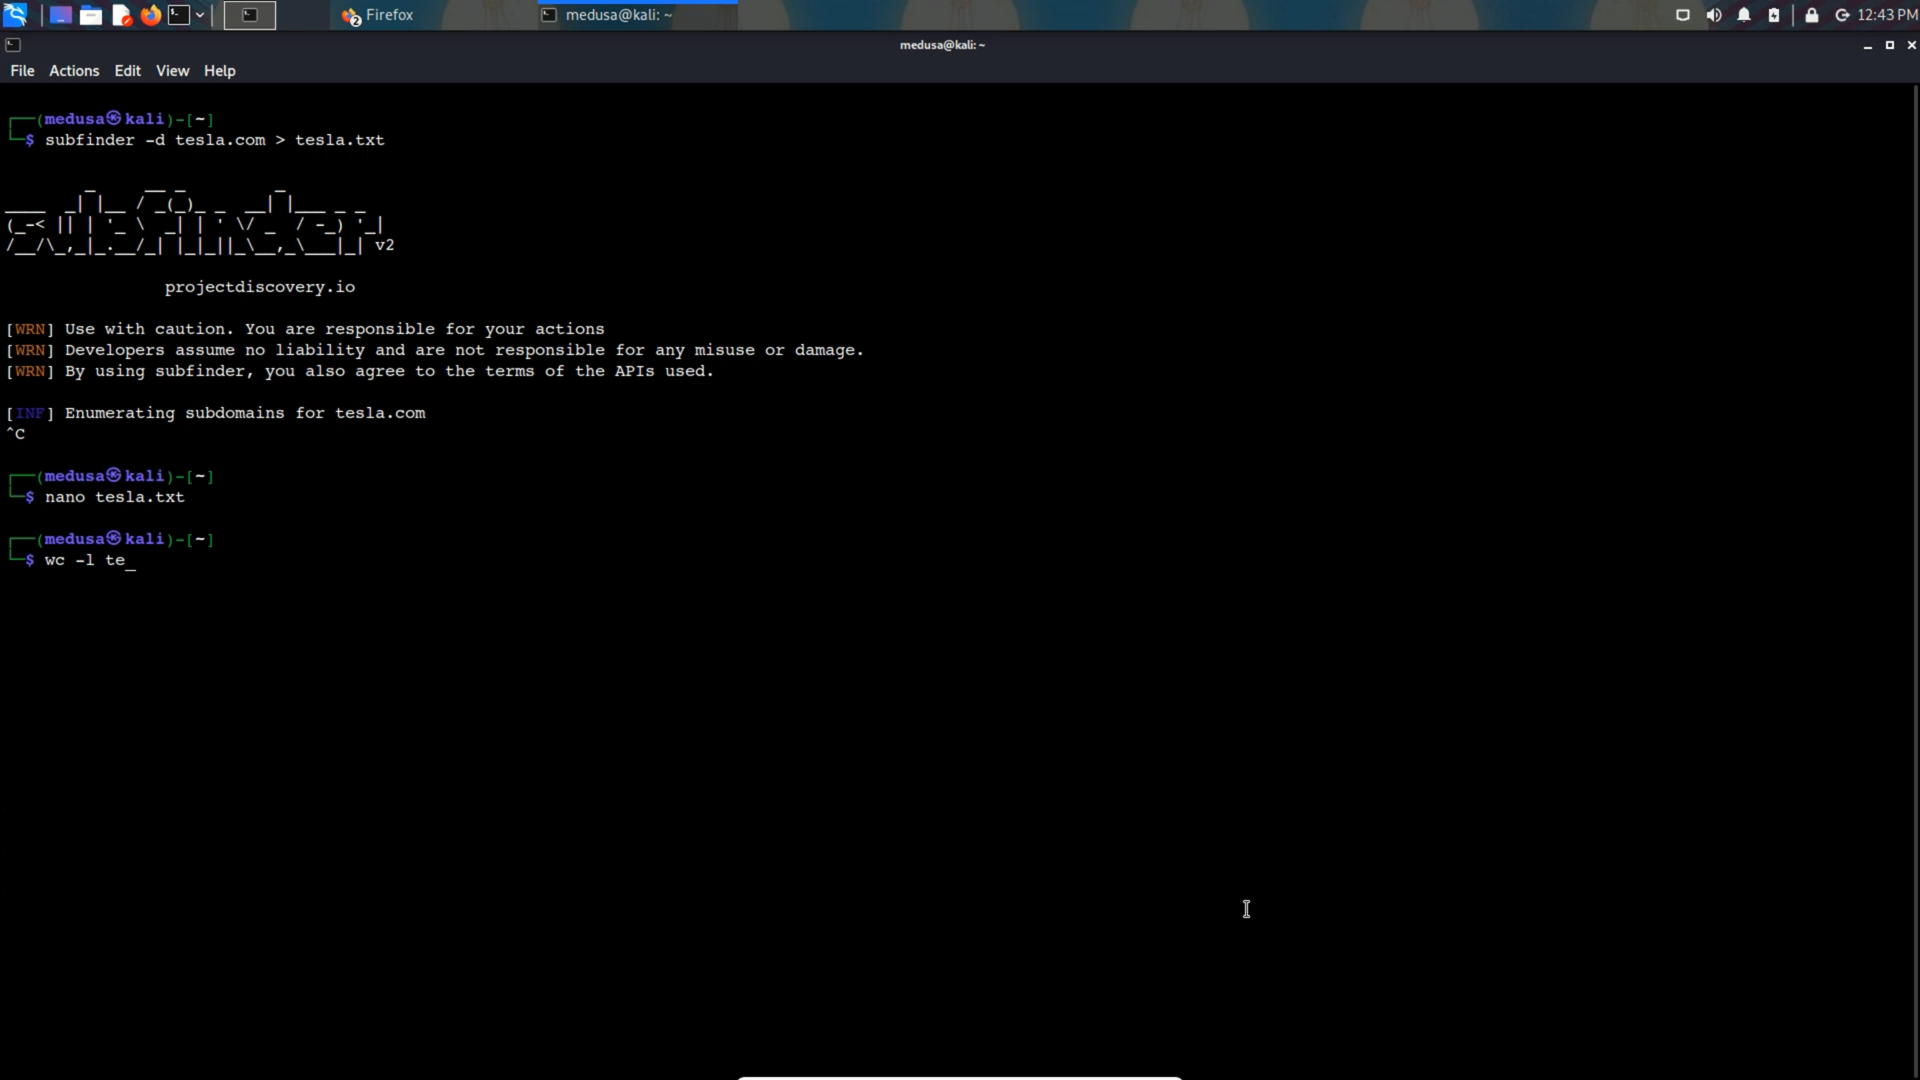 2 Firefox
medusa@kali: ~
12:43 PM
medusa@kali: ~
File Actions Edit View Help
┌──(medusa㉿kali)-[~]
└─$ subfinder -d tesla.com > tesla.txt
subfinder v2
projectdiscovery.io
[WRN] Use with caution. You are responsible for your actions
[WRN] Developers assume no liability and are not responsible for any misuse or damage.
[WRN] By using subfinder, you also agree to the terms of the APIs used.
[INF] Enumerating subdomains for tesla.com
^C
┌──(medusa㉿kali)-[~]
└─$ nano tesla.txt
┌──(medusa㉿kali)-[~]
└─$ wc -l te_